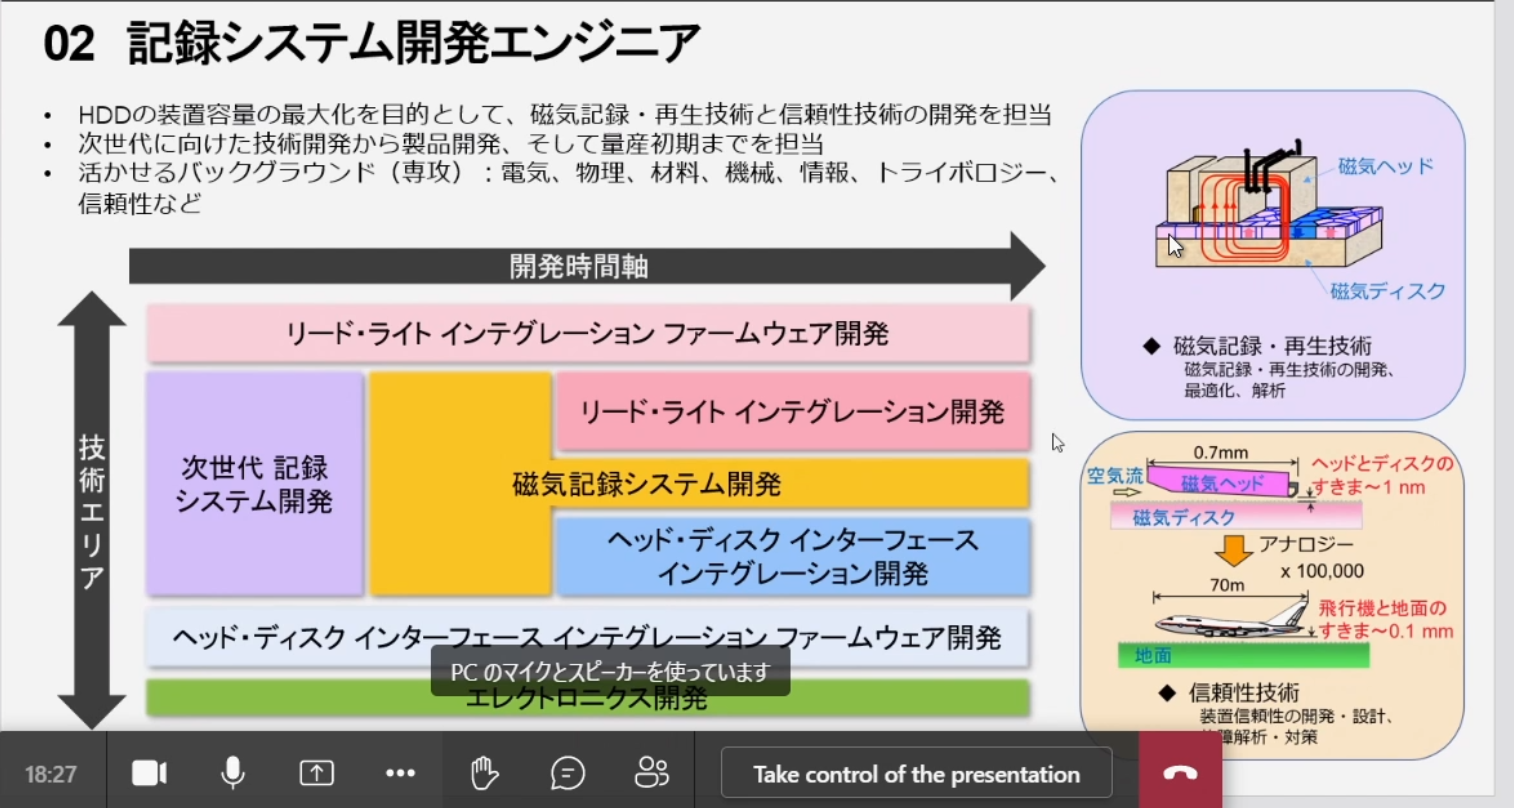 02 記録システム開発エンジニア
• HDDの装置容量の最大化を目的として、磁気記録・再生技術と信頼性技術の開発を担当
• 次世代に向けた技術開発から製品開発、そして量産初期までを担当
• 活かせるバックグラウンド（専攻）：電気、物理、材料、機械、情報、トライボロジー、
信頼性など
開発時間軸
技術エリア
リード・ライト インテグレーション ファームウェア開発
次世代 記録
システム開発
リード・ライト インテグレーション開発
磁気記録システム開発
ヘッド・ディスク インターフェース
インテグレーション開発
ヘッド・ディスク インターフェース インテグレーション ファームウェア開発
PC のマイクとスピーカーを使っています
エレクトロニクス開発
磁気ヘッド
磁気ディスク
◆ 磁気記録・再生技術
磁気記録・再生技術の開発、
最適化、解析
0.7mm
空気流
磁気ヘッド
ヘッドとディスクの
すきま～1 nm
磁気ディスク
アナロジー
x 100,000
70m
飛行機と地面の
すきま～0.1 mm
地面
◆ 信頼性技術
装置信頼性の開発・設計、
障解析・対策
18:27
Take control of the presentation